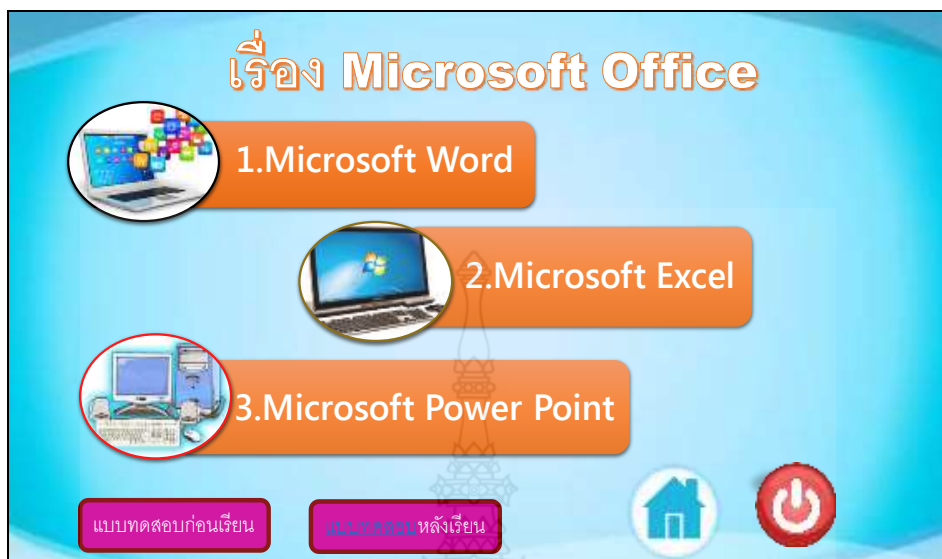 เรื่อง Microsoft Office
1.Microsoft Word
2.Microsoft Excel
3.Microsoft Power Point
แบบทดสอบก่อนเรียน
แบบทดสอบหลังเรียน